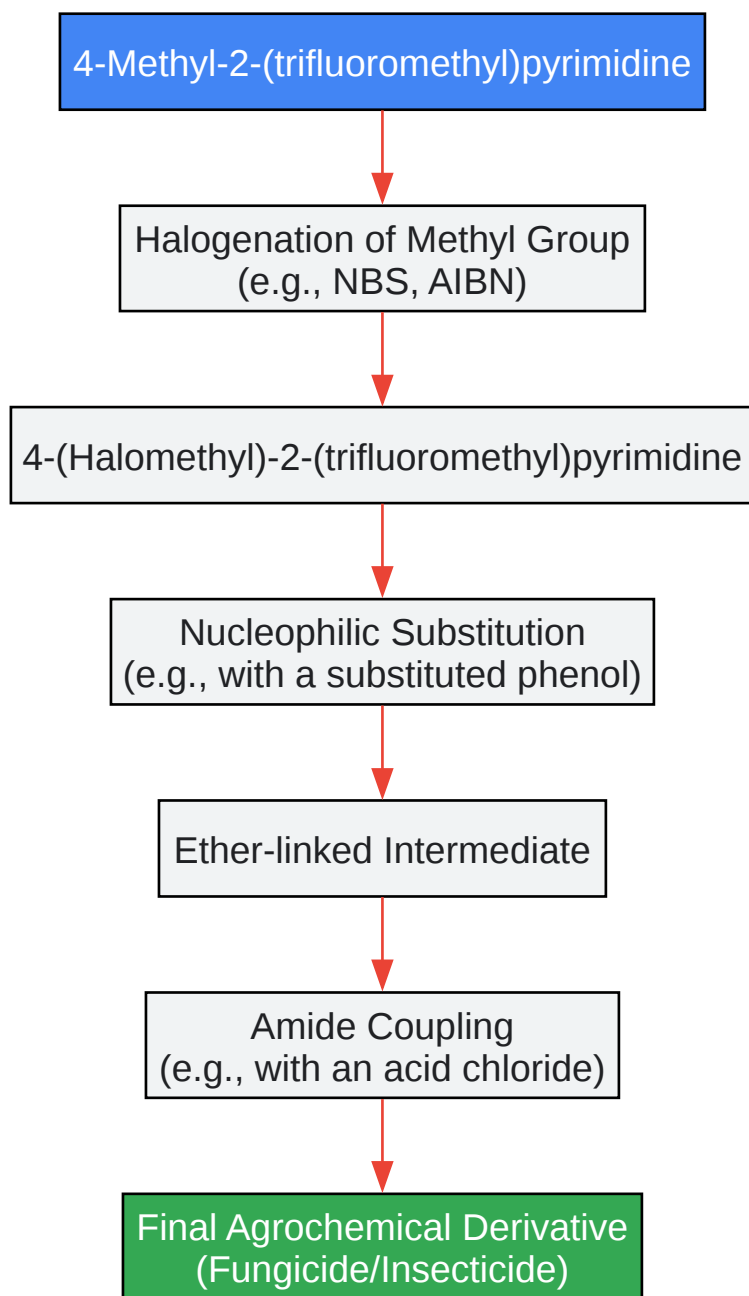 4-Methyl-2-(trifluoromethyl)pyrimidine
Halogenation of Methyl Group
(e.g., NBS, AIBN)
4-(Halomethyl)-2-(trifluoromethyl)pyrimidine
Nucleophilic Substitution
(e.g., with a substituted phenol)
Ether-linked Intermediate
Amide Coupling
(e.g., with an acid chloride)
Final Agrochemical Derivative
(Fungicide/Insecticide)